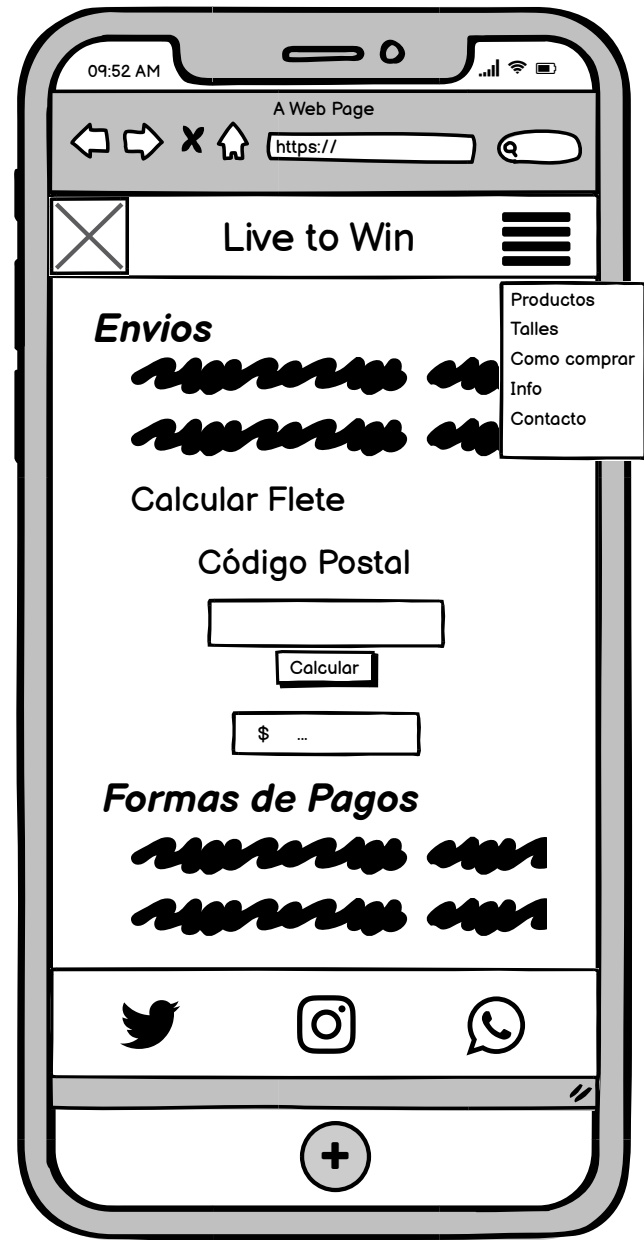 09:52 AM
A Web Page
https://
Live to Win
Productos
Talles
Como comprar
Info
Contacto
Envios
Calcular Flete
Código Postal
Calcular
$ ...
Formas de Pagos